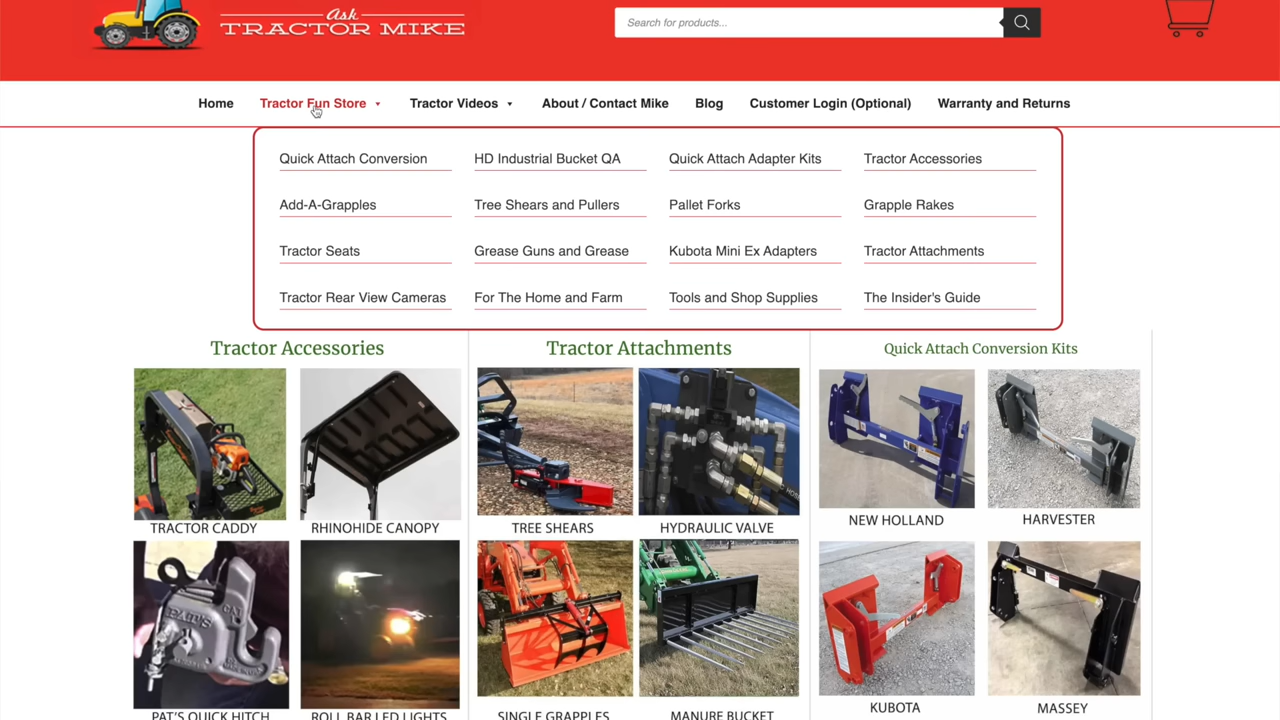 Ask
TRACTOR MIKE
Search for products...
Home
Tractor Fun Store
Tractor Videos
About / Contact Mike
Blog
Customer Login (Optional)
Warranty and Returns
Quick Attach Conversion
HD Industrial Bucket QA
Quick Attach Adapter Kits
Tractor Accessories
Add-A-Grapples
Tree Shears and Pullers
Pallet Forks
Grapple Rakes
Tractor Seats
Grease Guns and Grease
Kubota Mini Ex Adapters
Tractor Attachments
Tractor Rear View Cameras
For The Home and Farm
Tools and Shop Supplies
The Insider's Guide
Tractor Accessories
Tractor Attachments
Quick Attach Conversion Kits
TRACTOR CADDY
RHINOHIDE CANOPY
TREE SHEARS
HYDRAULIC VALVE
NEW HOLLAND
HARVESTER
PAT'S
CAT
PAT'S QUICK HITCH
ROLL BAR LED LIGHTS
SINGLE GRAPPLES
MANURE BUCKET
KUBOTA
MASSEY